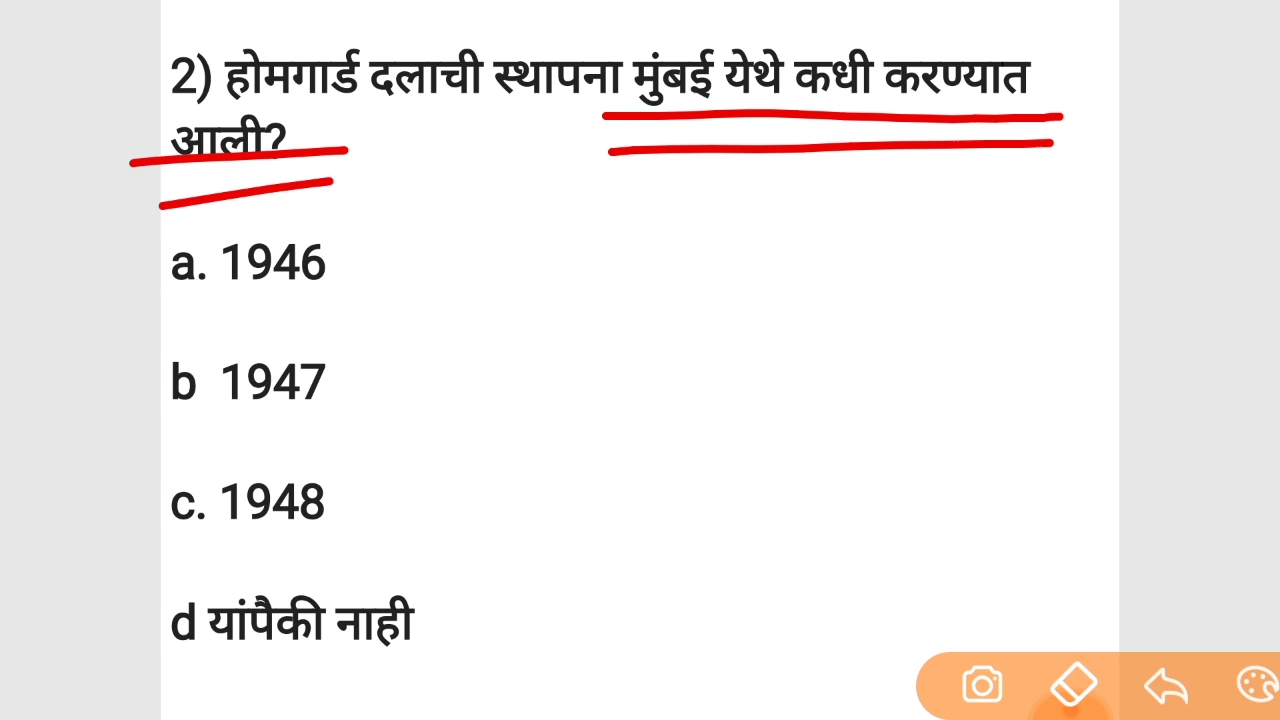 2) होमगार्ड दलाची स्थापना मुंबई येथे कधी करण्यात
आली?
a. 1946
b 1947
c. 1948
d यांपैकी नाही